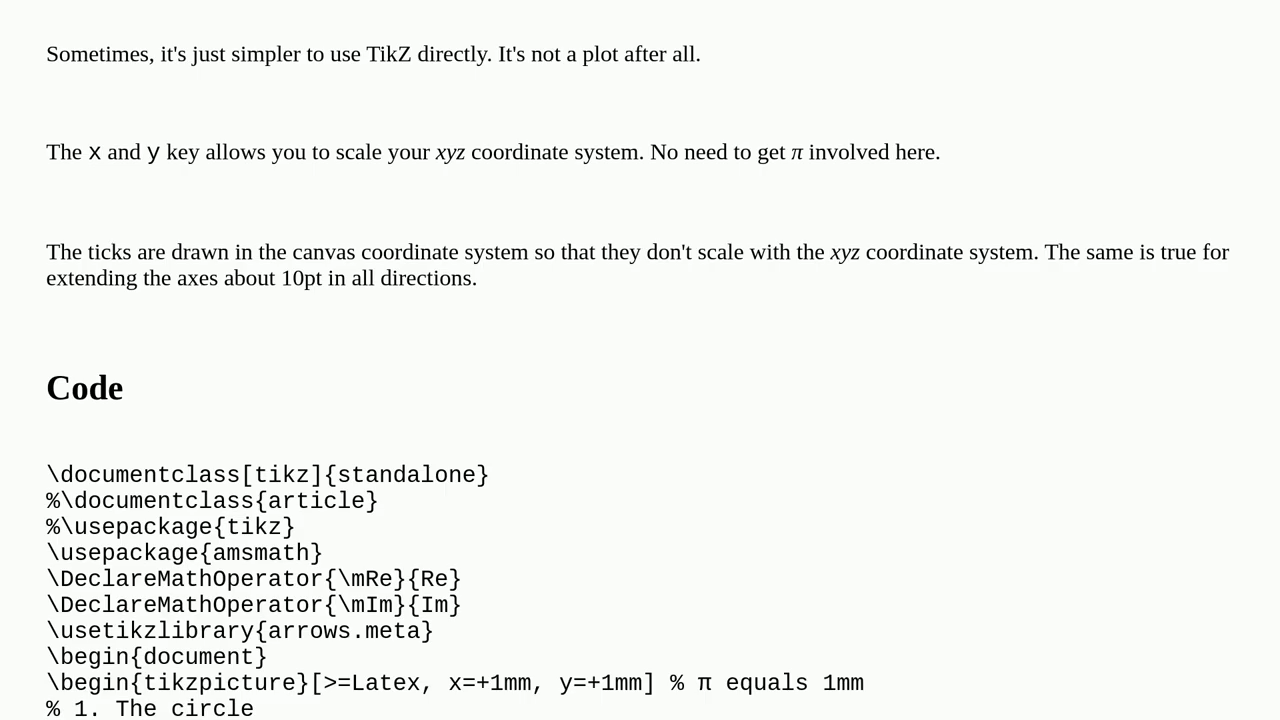 Sometimes, it's just simpler to use TikZ directly. It's not a plot after all.
The x and y key allows you to scale your xyz coordinate system. No need to get π involved here.
The ticks are drawn in the canvas coordinate system so that they don't scale with the xyz coordinate system. The same is true for
extending the axes about 10pt in all directions.
Code
\documentclass[tikz]{standalone}
%\documentclass{article}
%\usepackage{tikz}
\usepackage{amsmath}
\DeclareMathOperator{\mRe}{Re}
\DeclareMathOperator{\mIm}{Im}
\usetikzlibrary{arrows.meta}
\begin{document}
\begin{tikzpicture}[>=Latex, x=+1mm, y=+1mm] % π equals 1mm
% 1. The circle